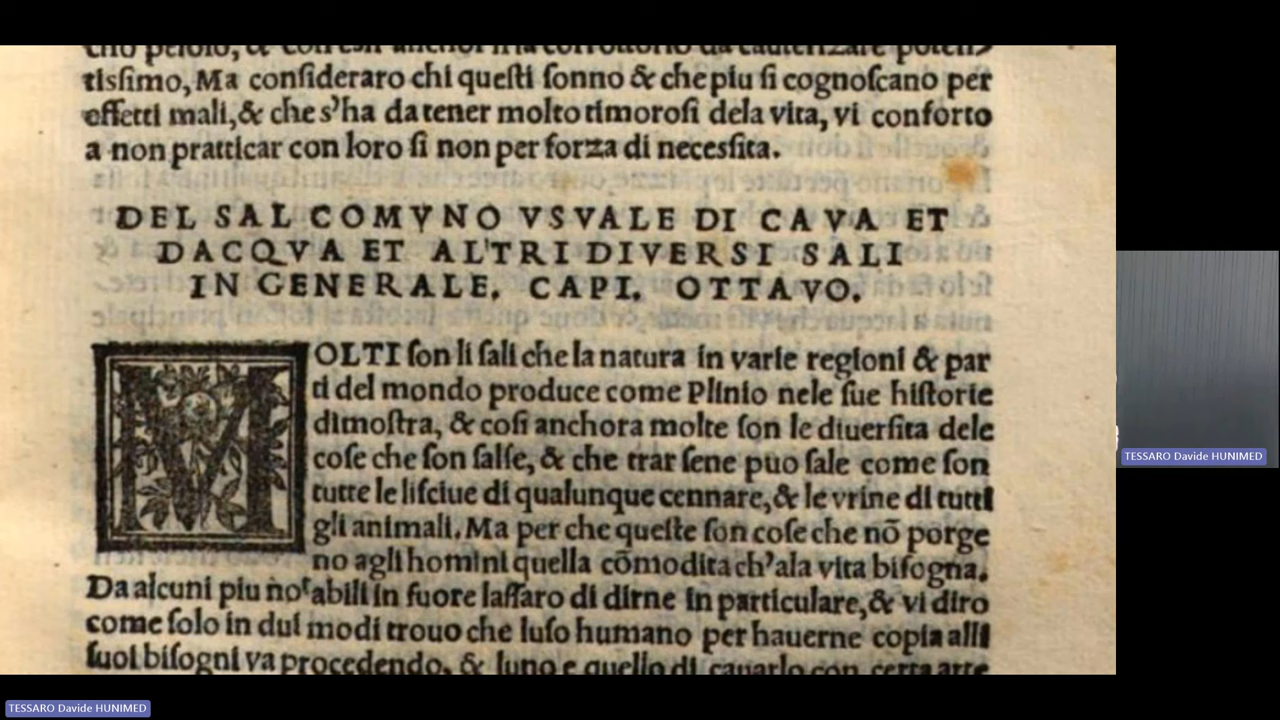 tissimo, Ma consideraro chi questi sonno & che piu si cognoscano per
effetti mali, & che s'ha da tener molto timorosi dela vita, vi conforto
a non pratticar con loro si non per forza di necessita.
DEL SAL COMVNO VSVALE DI CAVA ET
DACQVA ET ALTRI DIVERSI SALI
IN GENERALE. CAPI. OTTAVO.
MOLTI son li sali che la natura in varie regioni & par
ti del mondo produce come Plinio nele sue historie
dimostra, & cosi anchora molte son le diuersita dele
cose che son salse, & che trar sene puo sale come son
tutte le lisciue di qualunque cennare, & le vrine di tutti
gli animali. Ma per che queste son cose che nõ porge
no agli homini quella cõmodita ch'ala vita bisogna.
Da alcuni piu notabili in fuore lassaro di dirne in particulare, & vi diro
come solo in dui modi trouo che luso humano per hauerne copia alli
suoi bisogni va procedendo, & luno e quello di cauarlo con certa arte
TESSARO Davide HUNIMED
TESSARO Davide HUNIMED